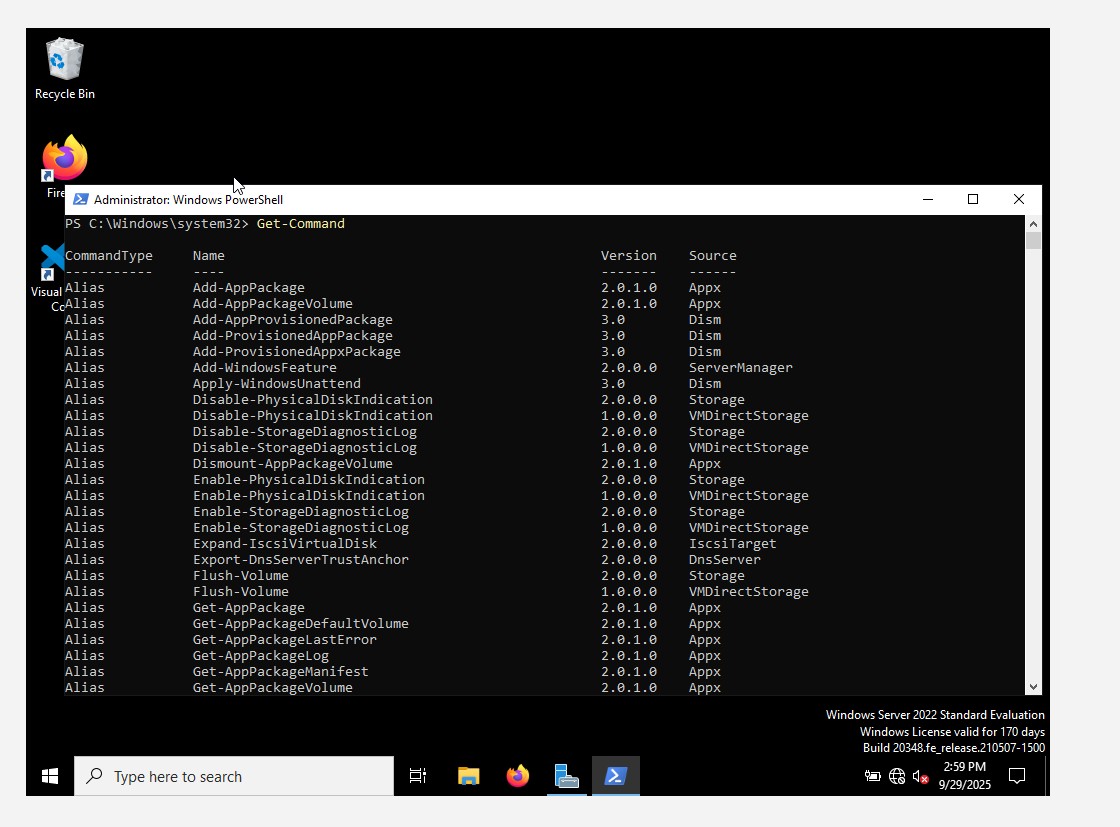 Recycle Bin
Fire
Visual
Co
Administrator: Windows PowerShell
PS C:\Windows\system32> Get-Command
CommandType Name Version Source
----------- ---- ------- ------
Alias Add-AppPackage 2.0.1.0 Appx
Alias Add-AppPackageVolume 2.0.1.0 Appx
Alias Add-AppProvisionedPackage 3.0 Dism
Alias Add-ProvisionedAppPackage 3.0 Dism
Alias Add-ProvisionedAppxPackage 3.0 Dism
Alias Add-WindowsFeature 2.0.0.0 ServerManager
Alias Apply-WindowsUnattend 3.0 Dism
Alias Disable-PhysicalDiskIndication 2.0.0.0 Storage
Alias Disable-PhysicalDiskIndication 1.0.0.0 VMDirectStorage
Alias Disable-StorageDiagnosticLog 2.0.0.0 Storage
Alias Disable-StorageDiagnosticLog 1.0.0.0 VMDirectStorage
Alias Dismount-AppPackageVolume 2.0.1.0 Appx
Alias Enable-PhysicalDiskIndication 2.0.0.0 Storage
Alias Enable-PhysicalDiskIndication 1.0.0.0 VMDirectStorage
Alias Enable-StorageDiagnosticLog 2.0.0.0 Storage
Alias Enable-StorageDiagnosticLog 1.0.0.0 VMDirectStorage
Alias Expand-IscsiVirtualDisk 2.0.0.0 IscsiTarget
Alias Export-DnsServerTrustAnchor 2.0.0.0 DnsServer
Alias Flush-Volume 2.0.0.0 Storage
Alias Flush-Volume 1.0.0.0 VMDirectStorage
Alias Get-AppPackage 2.0.1.0 Appx
Alias Get-AppPackageDefaultVolume 2.0.1.0 Appx
Alias Get-AppPackageLastError 2.0.1.0 Appx
Alias Get-AppPackageLog 2.0.1.0 Appx
Alias Get-AppPackageManifest 2.0.1.0 Appx
Alias Get-AppPackageVolume 2.0.1.0 Appx
Windows Server 2022 Standard Evaluation
Windows License valid for 170 days
Build 20348.fe_release.210507-1500
Type here to search
2:59 PM
9/29/2025